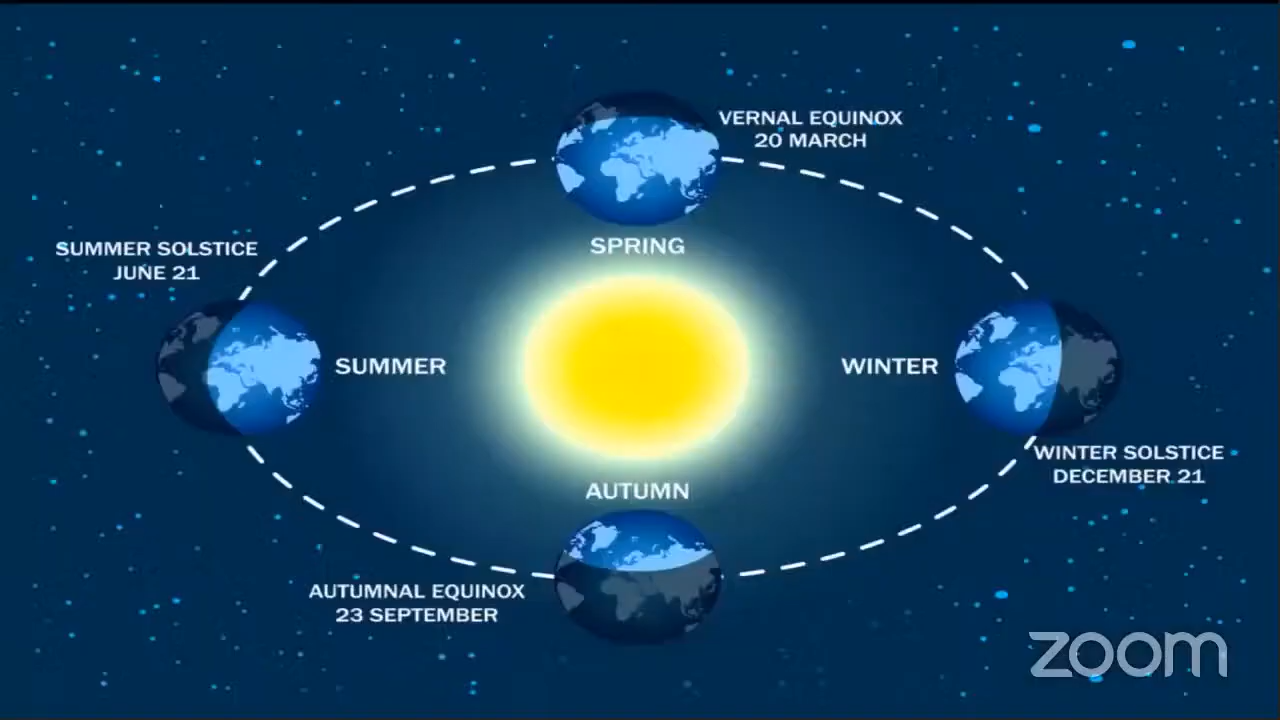 VERNAL EQUINOX
20 MARCH
SPRING
SUMMER SOLSTICE
JUNE 21
SUMMER
WINTER
WINTER SOLSTICE
DECEMBER 21
AUTUMN
AUTUMNAL EQUINOX
23 SEPTEMBER
zoom